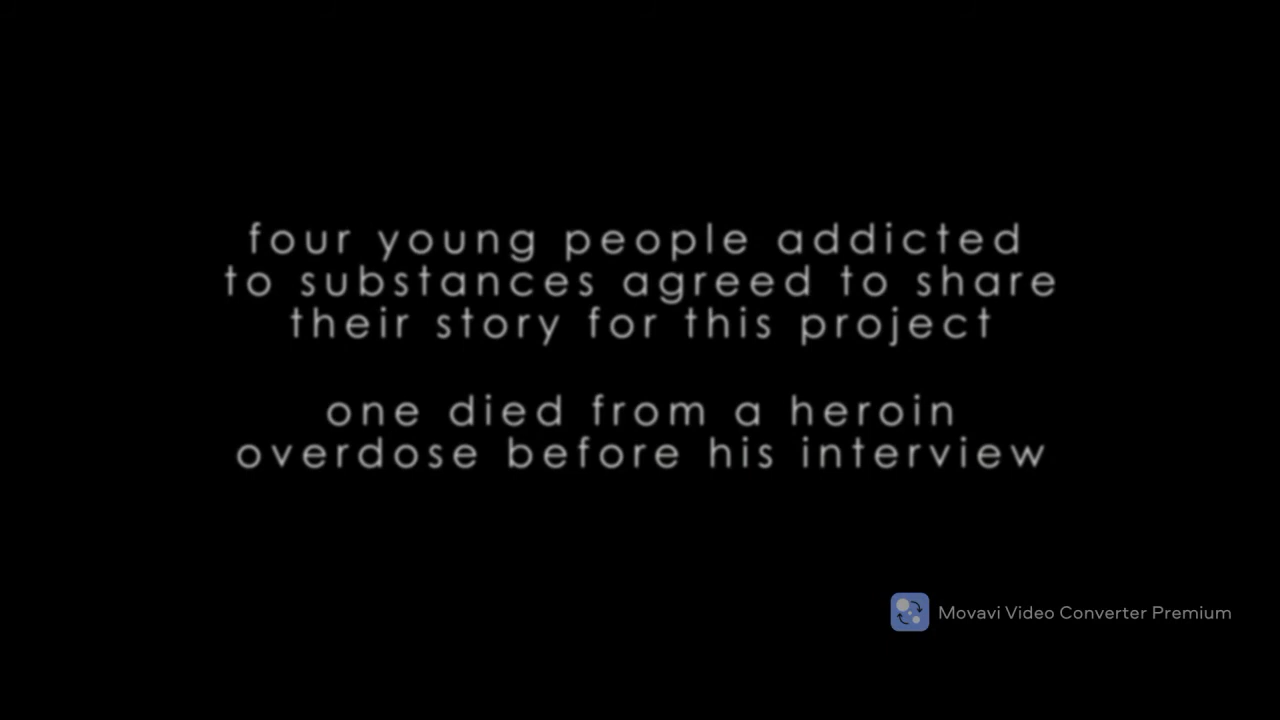 four young people addicted
to substances agreed to share
their story for this project
one died from a heroin
overdose before his interview
Movavi Video Converter Premium